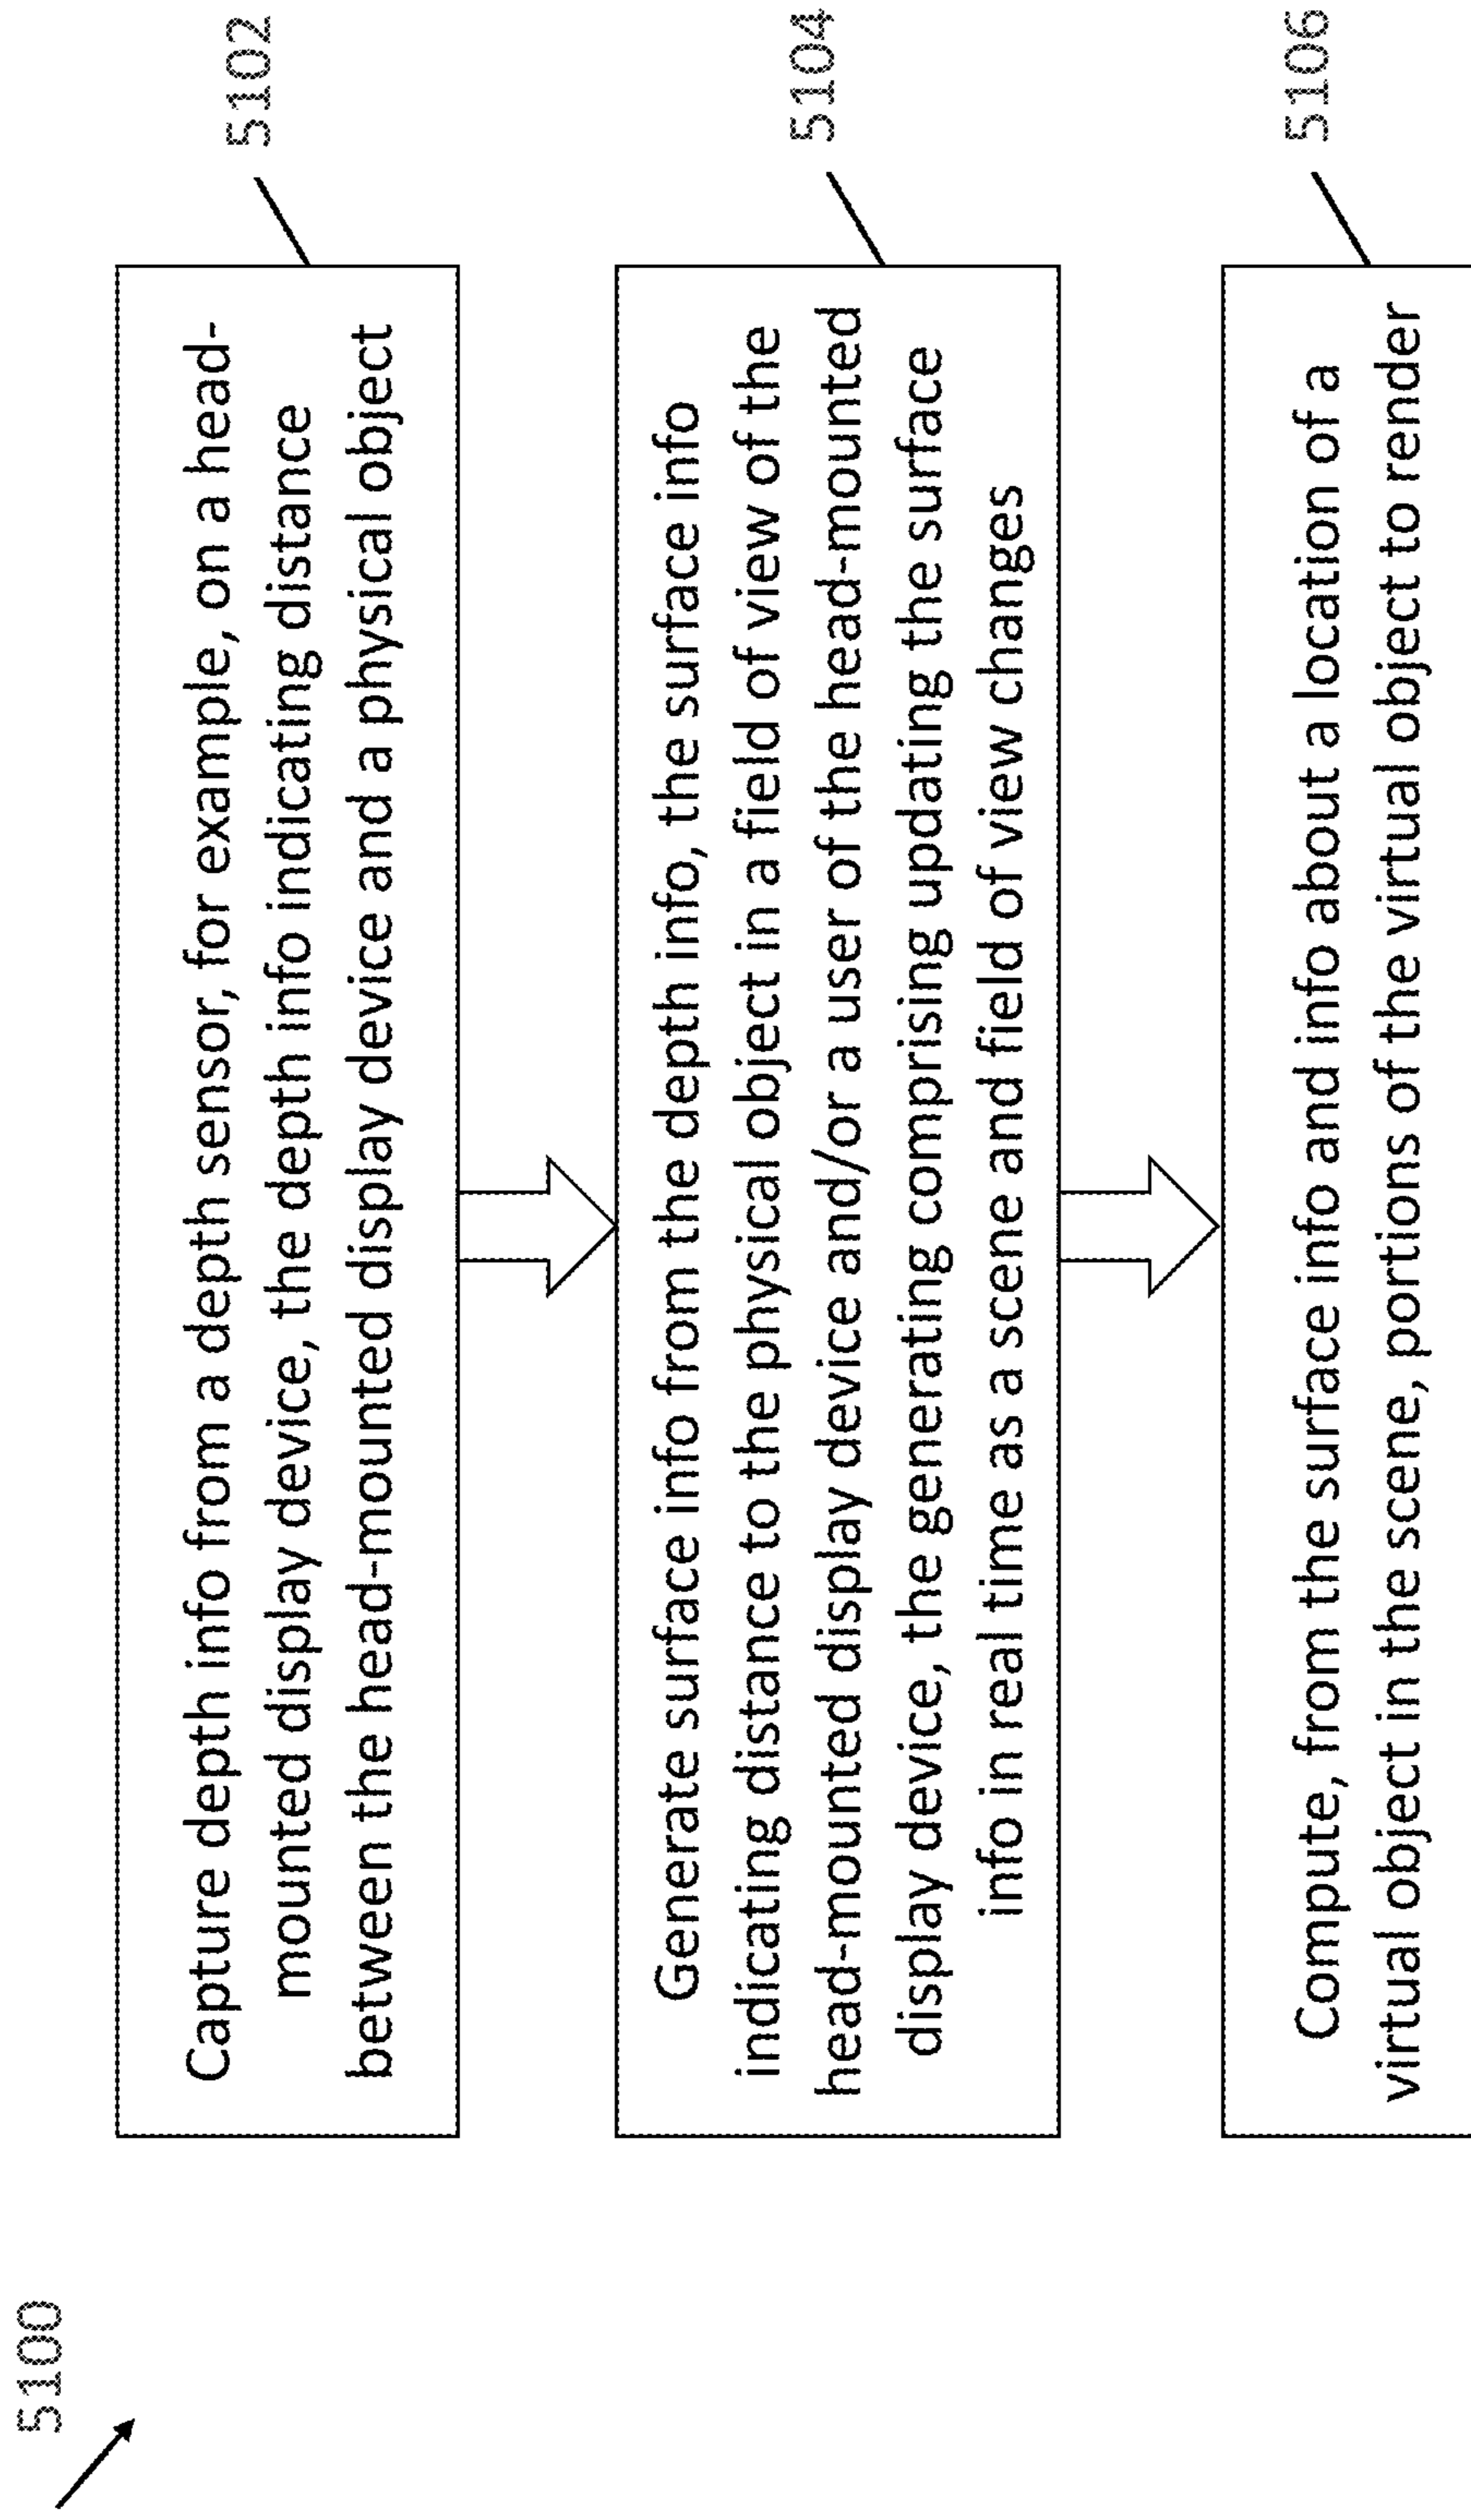 5100
Capture depth info from a depth sensor, for example, on a head-
mounted display device, the depth info indicating distance
between the head-mounted display device and a physical object
5102
Generate surface info from the depth info, the surface info
indicating distance to the physical object in a field of view of the
head-mounted display device and/or a user of the head-mounted
display device, the generating comprising updating the surface
info in real time as a scene and field of view changes
5104
Compute, from the surface info and info about a location of a
virtual object in the scene, portions of the virtual object to render
5106